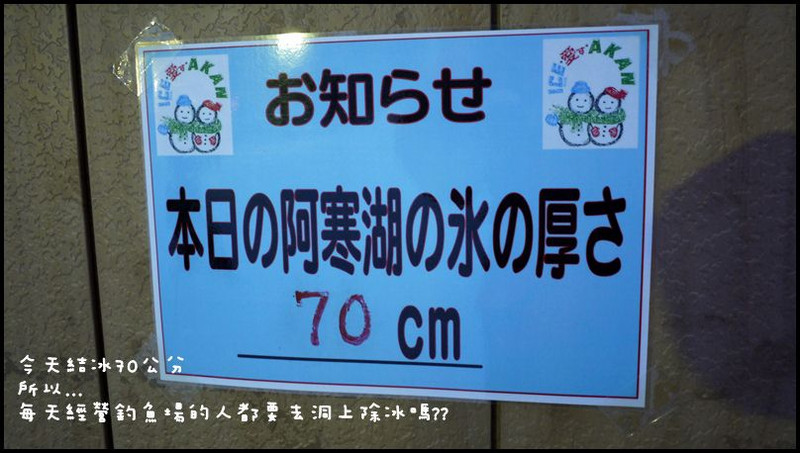 ICE愛すAKAN
ICE愛すAKAN
お知らせ
本日の阿寒湖の氷の厚さ
70 cm
今天結冰70公分
所以...
每天經營釣魚場的人都要去洞上除冰嗎??